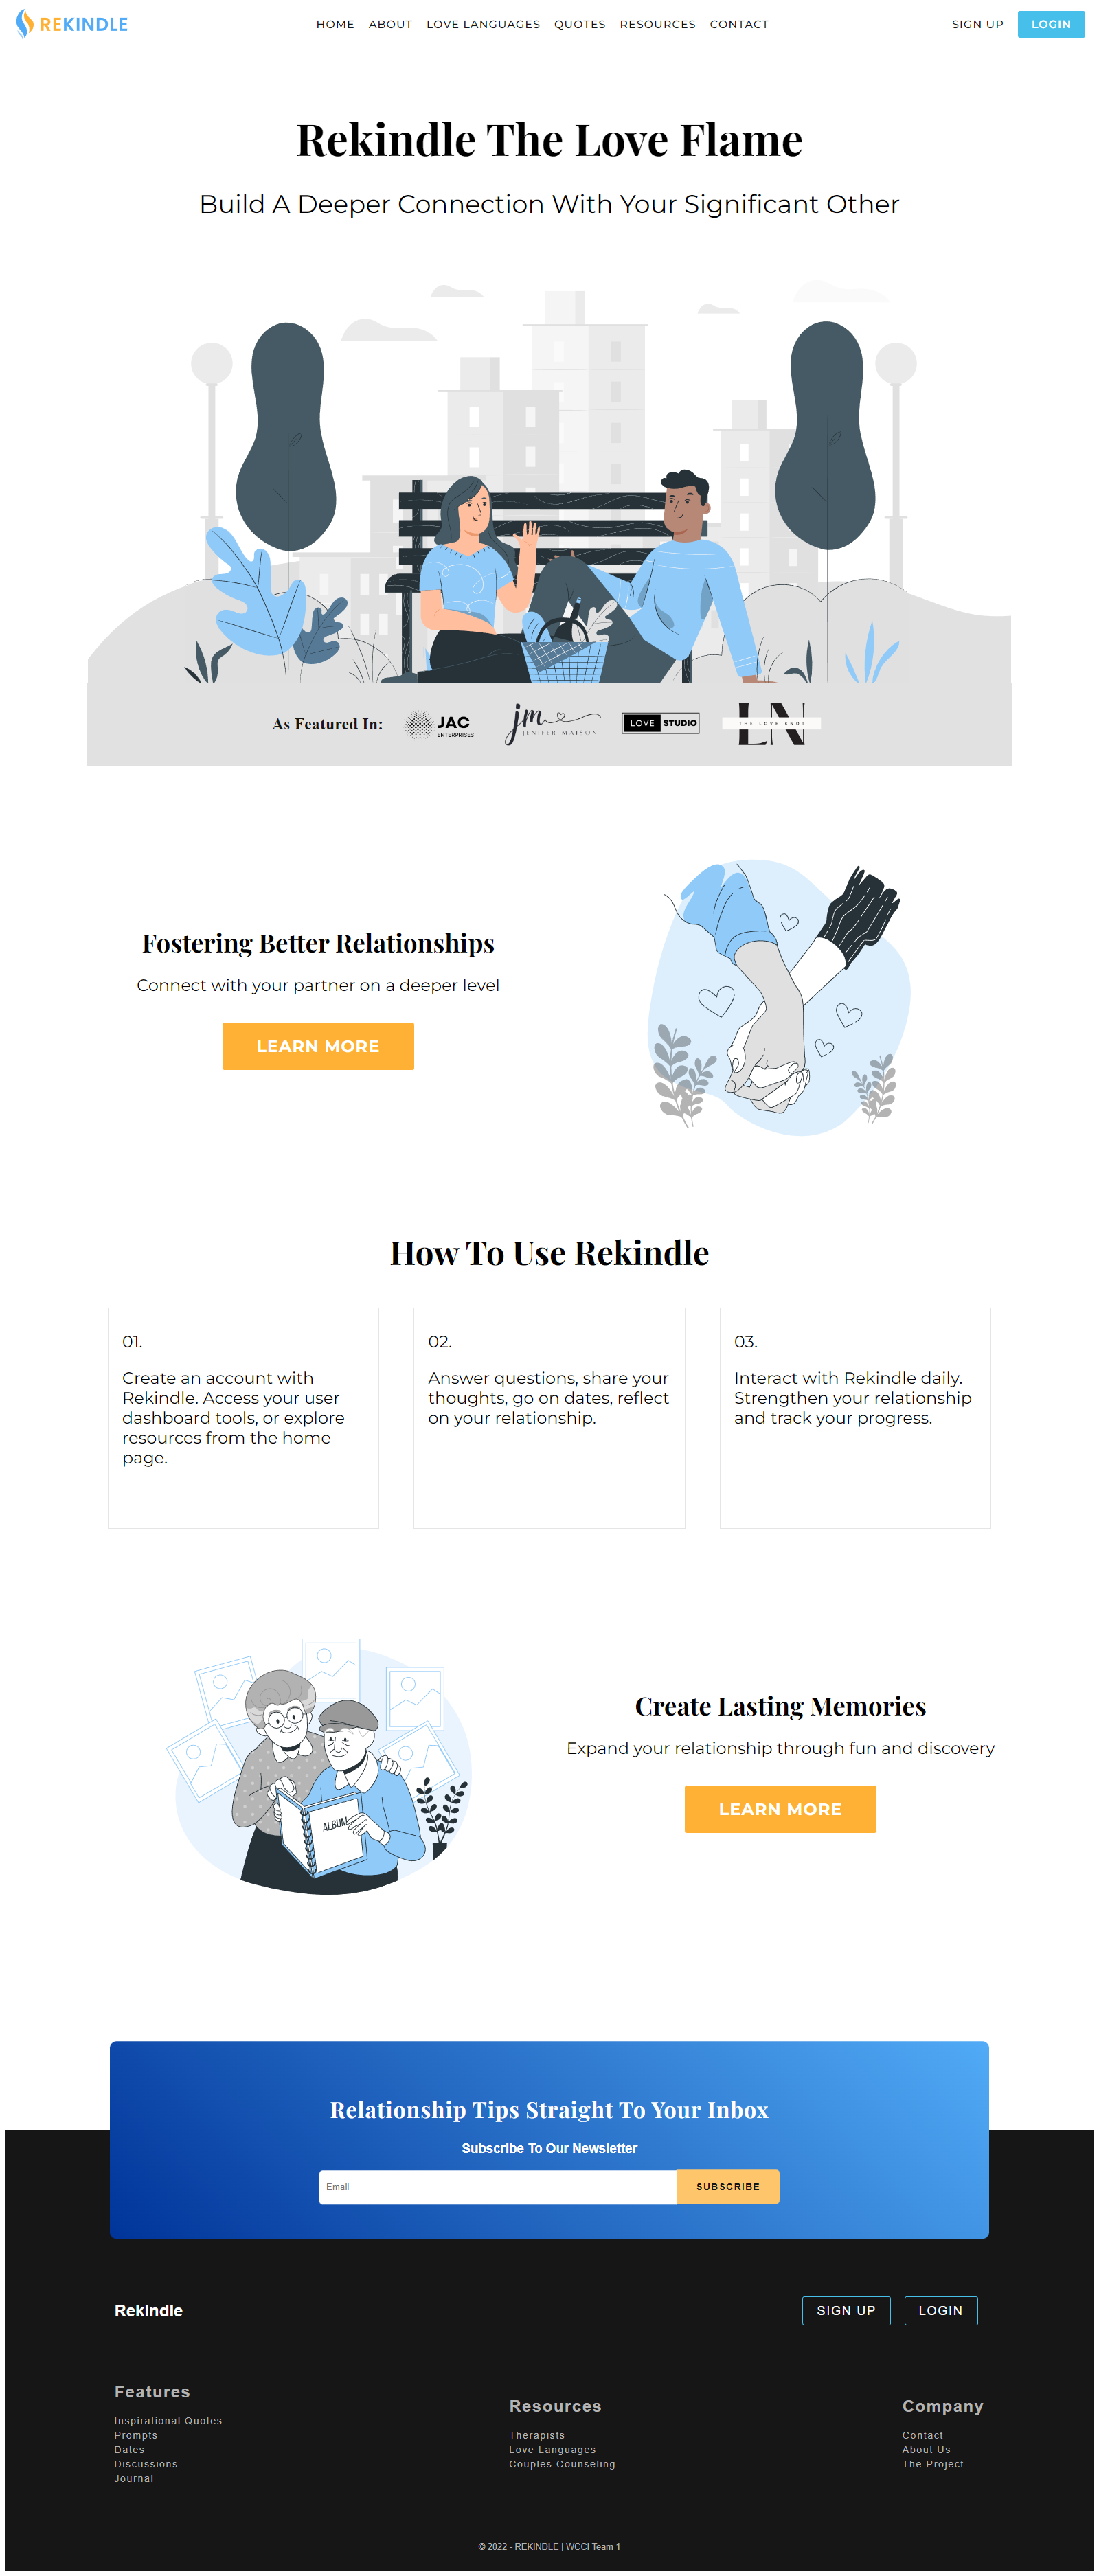 REKINDLE
HOME ABOUT LOVE LANGUAGES QUOTES RESOURCES CONTACT
SIGN UP LOGIN
Rekindle The Love Flame
Build A Deeper Connection With Your Significant Other
As Featured In:
JAC
ENTERPRISES
jm
JENIFER MAISON
LOVE STUDIO
LN
THE LOVE KNOT
Fostering Better Relationships
Connect with your partner on a deeper level
LEARN MORE
How To Use Rekindle
01.
Create an account with
Rekindle. Access your user
dashboard tools, or explore
resources from the home
page.
02.
Answer questions, share your
thoughts, go on dates, reflect
on your relationship.
03.
Interact with Rekindle daily.
Strengthen your relationship
and track your progress.
ALBUM
Create Lasting Memories
Expand your relationship through fun and discovery
LEARN MORE
Relationship Tips Straight To Your Inbox
Subscribe To Our Newsletter
Email
SUBSCRIBE
Rekindle
SIGN UP LOGIN
Features
Inspirational Quotes
Prompts
Dates
Discussions
Journal
Resources
Therapists
Love Languages
Couples Counseling
Company
Contact
About Us
The Project
© 2022 - REKINDLE | WCCI Team 1